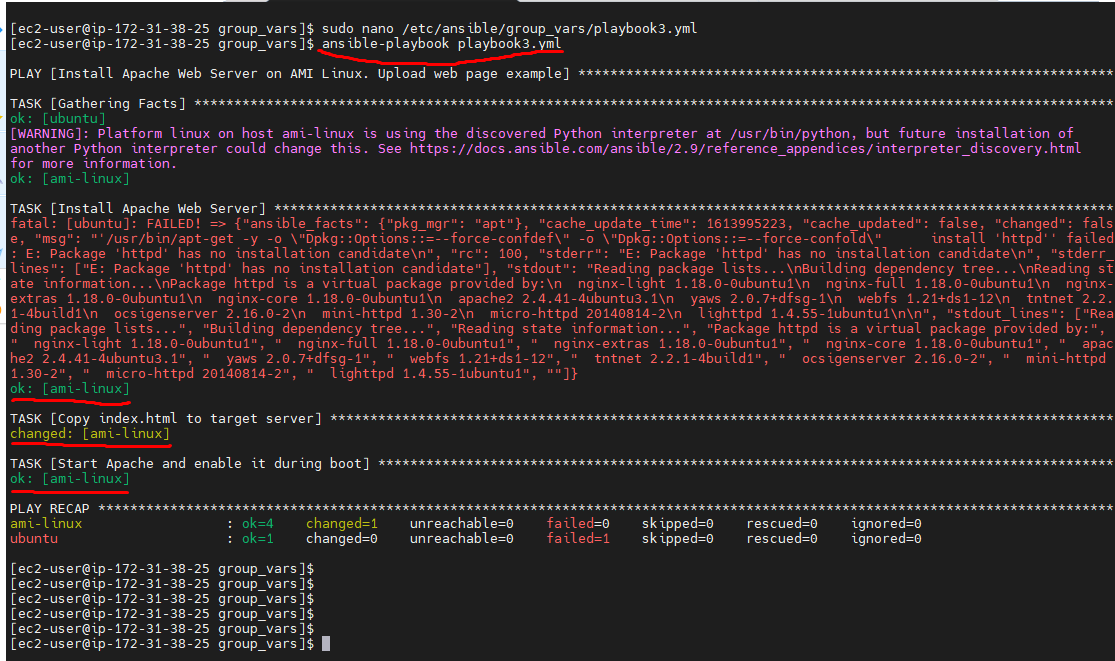 [ec2-user@ip-172-31-38-25 group_vars]$ sudo nano /etc/ansible/group_vars/playbook3.yml
[ec2-user@ip-172-31-38-25 group_vars]$ ansible-playbook playbook3.yml
PLAY [Install Apache Web Server on AMI Linux. Upload web page example] *******************************************************************
TASK [Gathering Facts] *******************************************************************************************************************
ok: [ubuntu]
[WARNING]: Platform linux on host ami-linux is using the discovered Python interpreter at /usr/bin/python, but future installation of
another Python interpreter could change this. See https://docs.ansible.com/ansible/2.9/reference_appendices/interpreter_discovery.html
for more information.
ok: [ami-linux]
TASK [Install Apache Web Server] *********************************************************************************************************
fatal: [ubuntu]: FAILED! => {"ansible_facts": {"pkg_mgr": "apt"}, "cache_update_time": 1613995223, "cache_updated": false, "changed": fals
e, "msg": "'/usr/bin/apt-get -y -o \"Dpkg::Options::=--force-confdef\" -o \"Dpkg::Options::=--force-confold\"     install 'httpd'' failed
: E: Package 'httpd' has no installation candidate\n", "rc": 100, "stderr": "E: Package 'httpd' has no installation candidate\n", "stderr_
lines": ["E: Package 'httpd' has no installation candidate"], "stdout": "Reading package lists...\nBuilding dependency tree...\nReading st
ate information...\nPackage httpd is a virtual package provided by:\n  nginx-light 1.18.0-0ubuntu1\n  nginx-full 1.18.0-0ubuntu1\n  nginx-
extras 1.18.0-0ubuntu1\n  nginx-core 1.18.0-0ubuntu1\n  apache2 2.4.41-4ubuntu3.1\n  yaws 2.0.7+dfsg-1\n  webfs 1.21+ds1-12\n  tntnet 2.2.
1-4build1\n  ocsigenserver 2.16.0-2\n  mini-httpd 1.30-2\n  micro-httpd 20140814-2\n  lighttpd 1.4.55-1ubuntu1\n\n", "stdout_lines": ["Rea
ding package lists...", "Building dependency tree...", "Reading state information...", "Package httpd is a virtual package provided by:",
"  nginx-light 1.18.0-0ubuntu1", "  nginx-full 1.18.0-0ubuntu1", "  nginx-extras 1.18.0-0ubuntu1", "  nginx-core 1.18.0-0ubuntu1", "  apac
he2 2.4.41-4ubuntu3.1", "  yaws 2.0.7+dfsg-1", "  webfs 1.21+ds1-12", "  tntnet 2.2.1-4build1", "  ocsigenserver 2.16.0-2", "  mini-httpd
1.30-2", "  micro-httpd 20140814-2", "  lighttpd 1.4.55-1ubuntu1", ""]}
ok: [ami-linux]
TASK [Copy index.html to target server] **************************************************************************************************
changed: [ami-linux]
TASK [Start Apache and enable it during boot] ********************************************************************************************
ok: [ami-linux]
PLAY RECAP *******************************************************************************************************************************
ami-linux                  : ok=4    changed=1    unreachable=0    failed=0    skipped=0    rescued=0    ignored=0
ubuntu                     : ok=1    changed=0    unreachable=0    failed=1    skipped=0    rescued=0    ignored=0
[ec2-user@ip-172-31-38-25 group_vars]$
[ec2-user@ip-172-31-38-25 group_vars]$
[ec2-user@ip-172-31-38-25 group_vars]$
[ec2-user@ip-172-31-38-25 group_vars]$
[ec2-user@ip-172-31-38-25 group_vars]$
[ec2-user@ip-172-31-38-25 group_vars]$